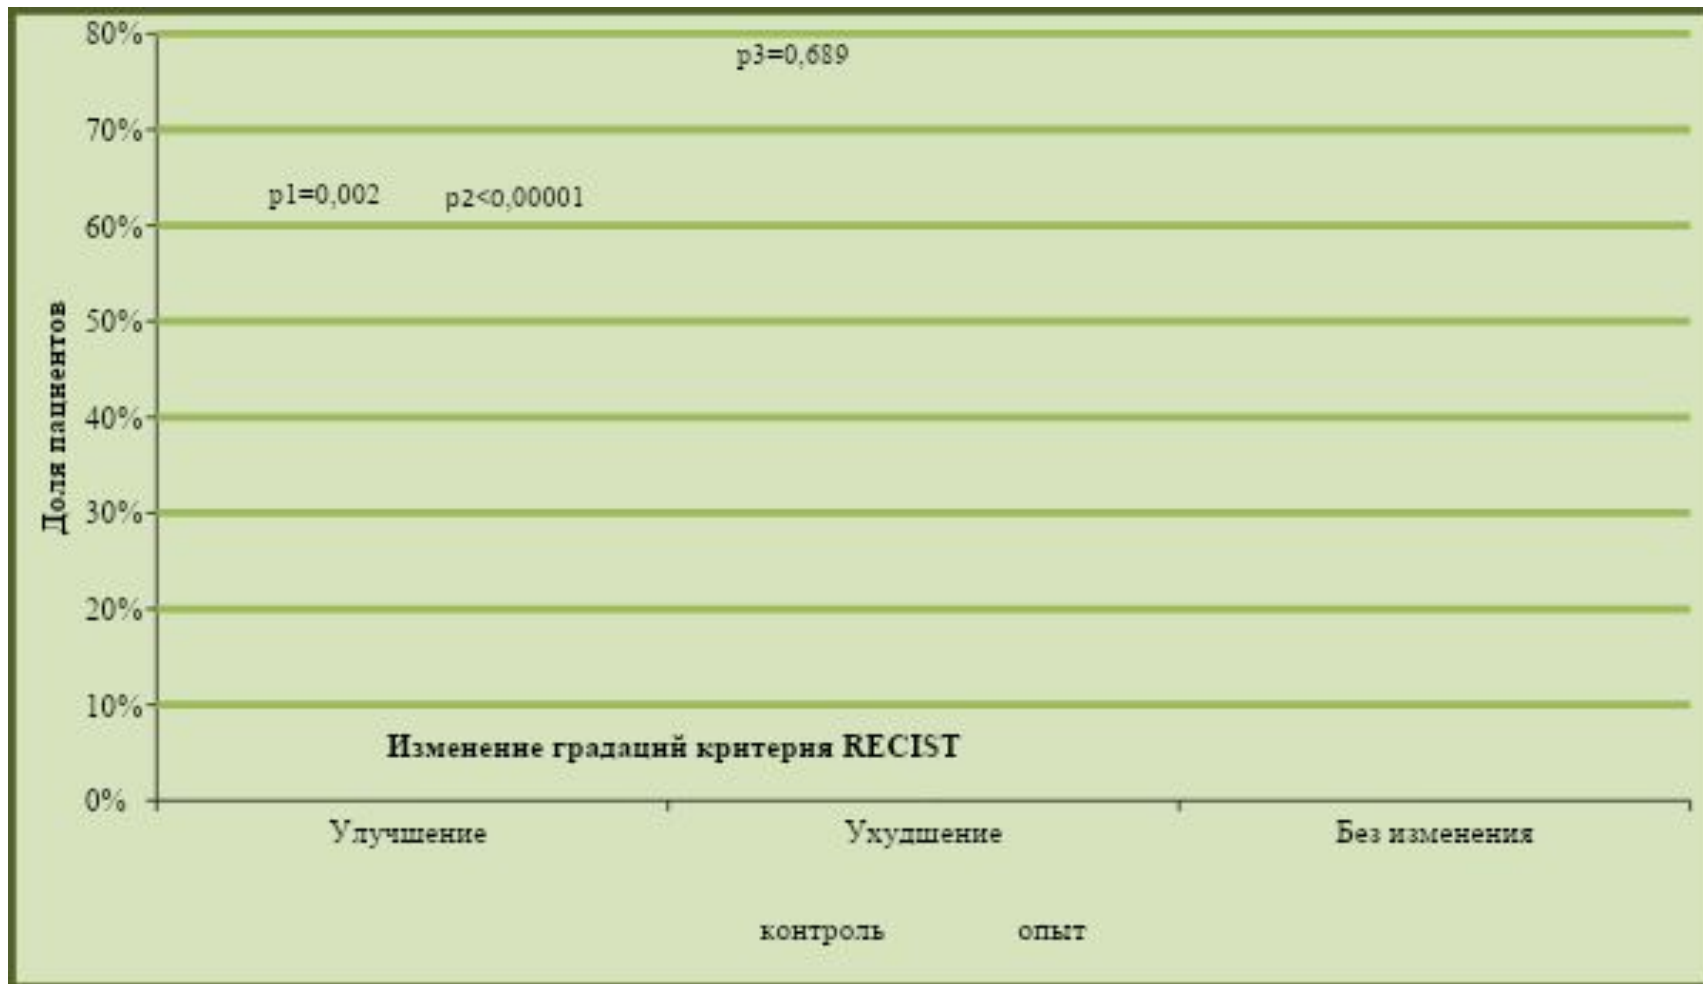 80%
p3=0,689
70%
p1=0,002 p2<0,00001
60%
50%
40%
30%
20%
10%
0%
Доля пациентов
Изменение градаций критерия RECIST
Улучшение Ухудшение Без изменения
контроль опыт